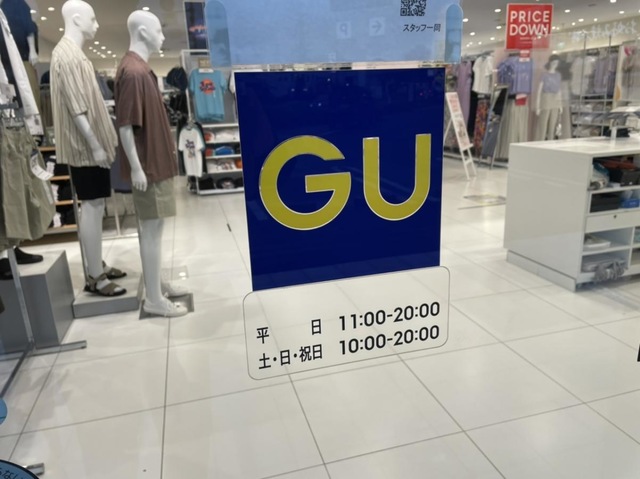 スタッフ一同
PRICE
DOWN
GU
平 日 11:00-20:00
土・日・祝日 10:00-20:00